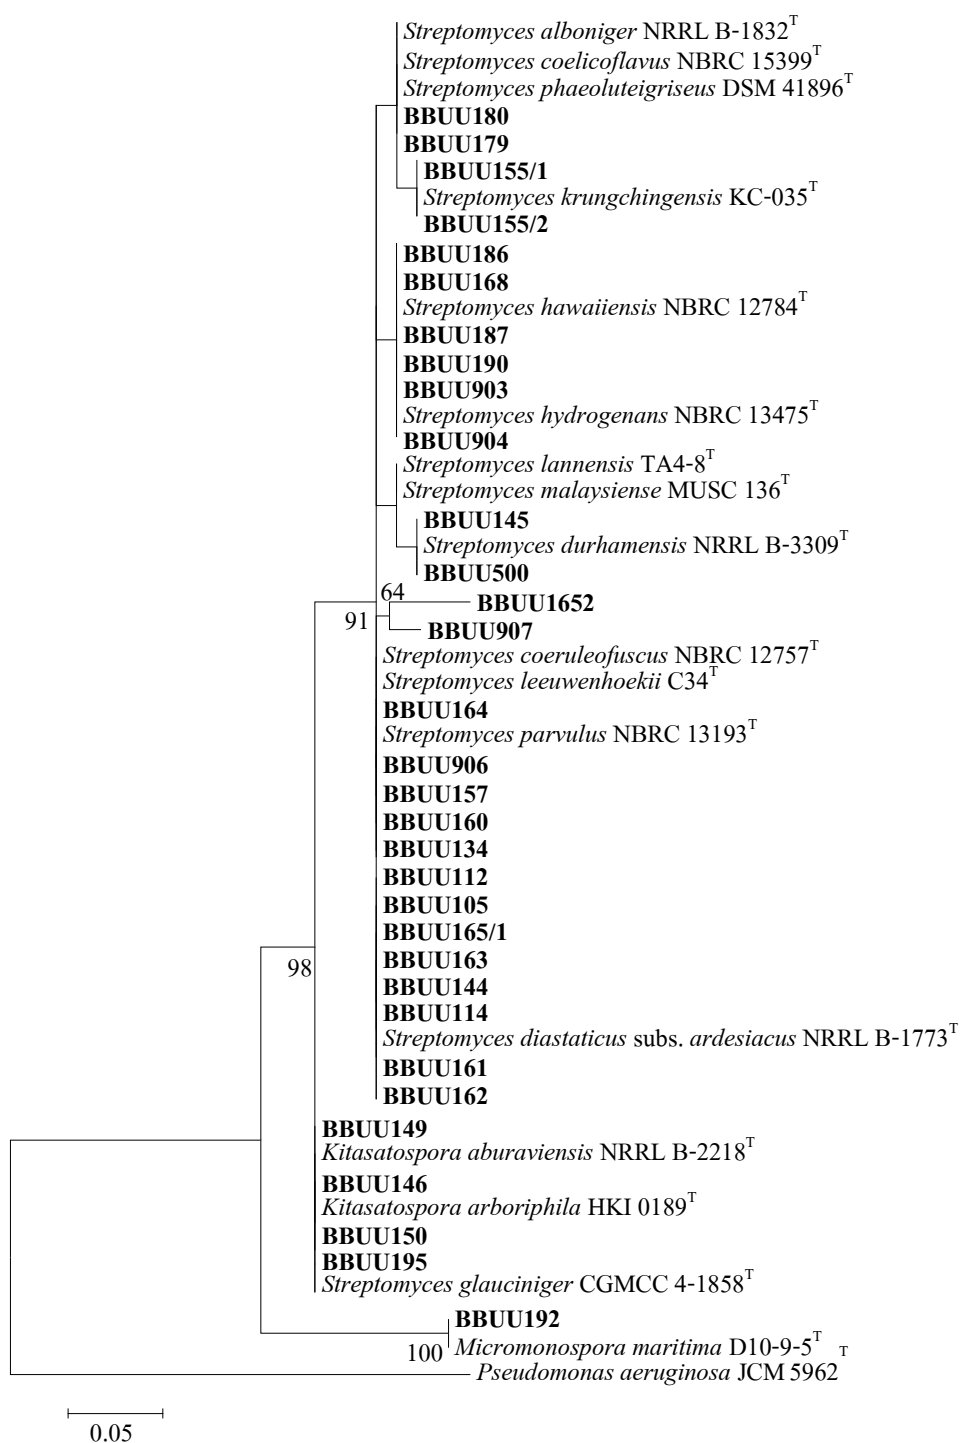 Streptomyces alboniger NRRL B-1832T
Streptomyces coelicoflavus NBRC 15399T
Streptomyces phaeoluteigriseus DSM 41896T
BBUU180
BBUU179
BBUU155/1
Streptomyces krungchingensis KC-035T
BBUU155/2
BBUU186
BBUU168
Streptomyces hawaiiensis NBRC 12784T
BBUU187
BBUU190
BBUU903
Streptomyces hydrogenans NBRC 13475T
BBUU904
Streptomyces lannensis TA4-8T
Streptomyces malaysiense MUSC 136T
BBUU145
Streptomyces durhamensis NRRL B-3309T
BBUU500
64
BBUU1652
91
BBUU907
Streptomyces coeruleofuscus NBRC 12757T
Streptomyces leeuwenhoekii C34T
BBUU164
Streptomyces parvulus NBRC 13193T
BBUU906
BBUU157
BBUU160
BBUU134
BBUU112
BBUU105
BBUU165/1
BBUU163
98
BBUU144
BBUU114
Streptomyces diastaticus subs. ardesiacus NRRL B-1773T
BBUU161
BBUU162
BBUU149
Kitasatospora aburaviensis NRRL B-2218T
BBUU146
Kitasatospora arboriphila HKI 0189T
BBUU150
BBUU195
Streptomyces glauciniger CGMCC 4-1858T
BBUU192
100
Micromonospora maritima D10-9-5T
Pseudomonas aeruginosa JCM 5962T
0.05